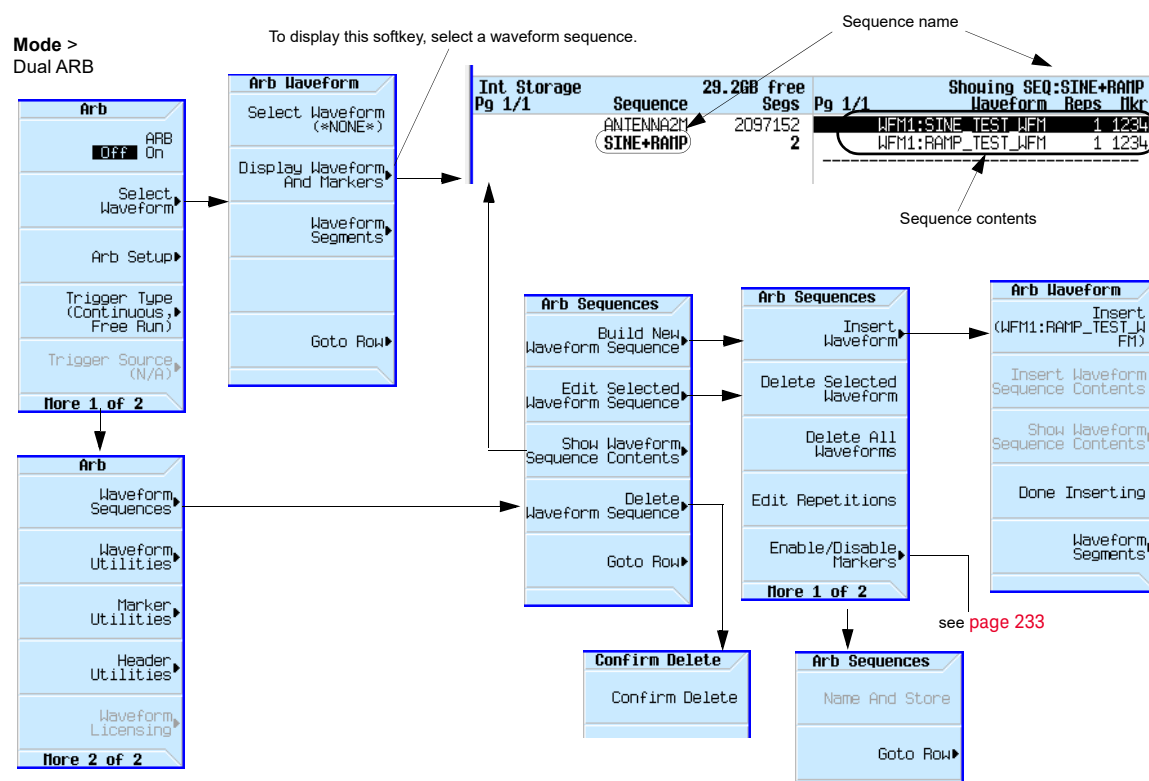 Mode >
Dual ARB
To display this softkey, select a waveform sequence.
Sequence name
Arb
ARB
Off On
Select
Waveform
Arb Setup
Trigger Type
(Continuous,
Free Run)
Trigger Source
(N/A)
More 1 of 2
Arb Waveform
Select Waveform
(*NONE*)
Display Waveform
And Markers
Waveform
Segments
Goto Row
Int Storage 29.2GB free
Pg 1/1 Sequence Segs
ANTENNA2M 2097152
SINE+RAMP 2
Showing SEQ:SINE+RAMP
Pg 1/1 Waveform Reps Mkr
WFM1:SINE_TEST_WFM 1 1234
WFM1:RAMP_TEST_WFM 1 1234
Sequence contents
Arb
Waveform
Sequences
Waveform
Utilities
Marker
Utilities
Header
Utilities
Waveform
Licensing
More 2 of 2
Arb Sequences
Build New
Waveform Sequence
Edit Selected
Waveform Sequence
Show Waveform
Sequence Contents
Delete
Waveform Sequence
Goto Row
Arb Sequences
Insert
Waveform
Delete Selected
Waveform
Delete All
Waveforms
Edit Repetitions
Enable/Disable
Markers
More 1 of 2
Arb Waveform
Insert
(WFM1:RAMP_TEST_W
FM)
Insert Waveform
Sequence Contents
Show Waveform
Sequence Contents
Done Inserting
Waveform
Segments
see page 233
Confirm Delete
Confirm Delete
Arb Sequences
Name And Store
Goto Row